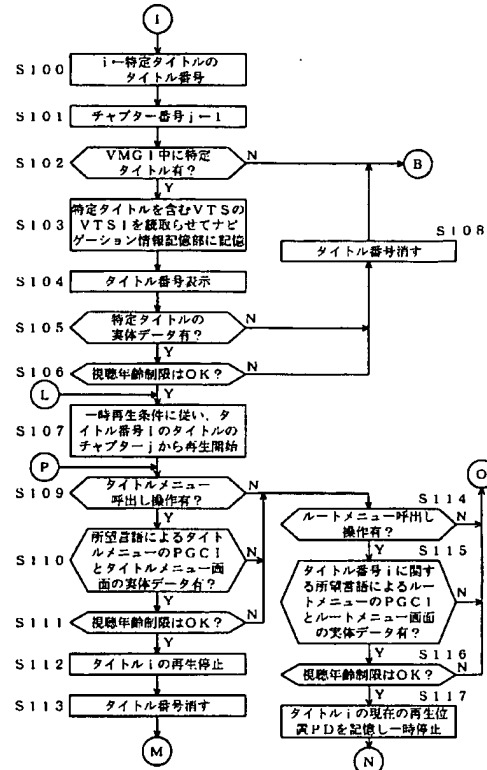 I
S100
i←特定タイトルの
タイトル番号
S101
チャプター番号j←1
S102
VMGI中に特定
タイトル有?
N
B
Y
S103
特定タイトルを含むVTSの
VTSIを読取らせてナビ
ゲーション情報記憶部に記憶
S108
タイトル番号消す
S104
タイトル番号表示
S105
特定タイトルの
実体データ有?
N
Y
S106
視聴年齢制限はOK?
N
Y
L
S107
一時再生条件に従い、タ
イトル番号iのタイトルの
チャプターjから再生開始
P
S109
タイトルメニュー
呼出し操作有?
N
Y
S110
所望言語によるタイト
ルメニューのPGCI
とタイトルメニュー画
面の実体データ有?
N
Y
S111
視聴年齢制限はOK?
N
Y
S112
タイトルiの再生停止
S113
タイトル番号消す
M
O
S114
ルートメニュー呼出し
操作有?
N
Y
S115
タイトル番号iに関す
る所望言語によるルー
トメニューのPGCI
とルートメニュー画面
の実体データ有?
N
Y
S116
視聴年齢制限はOK?
N
Y
S117
タイトルiの現在の再生位
置PDを記憶し一時停止
N